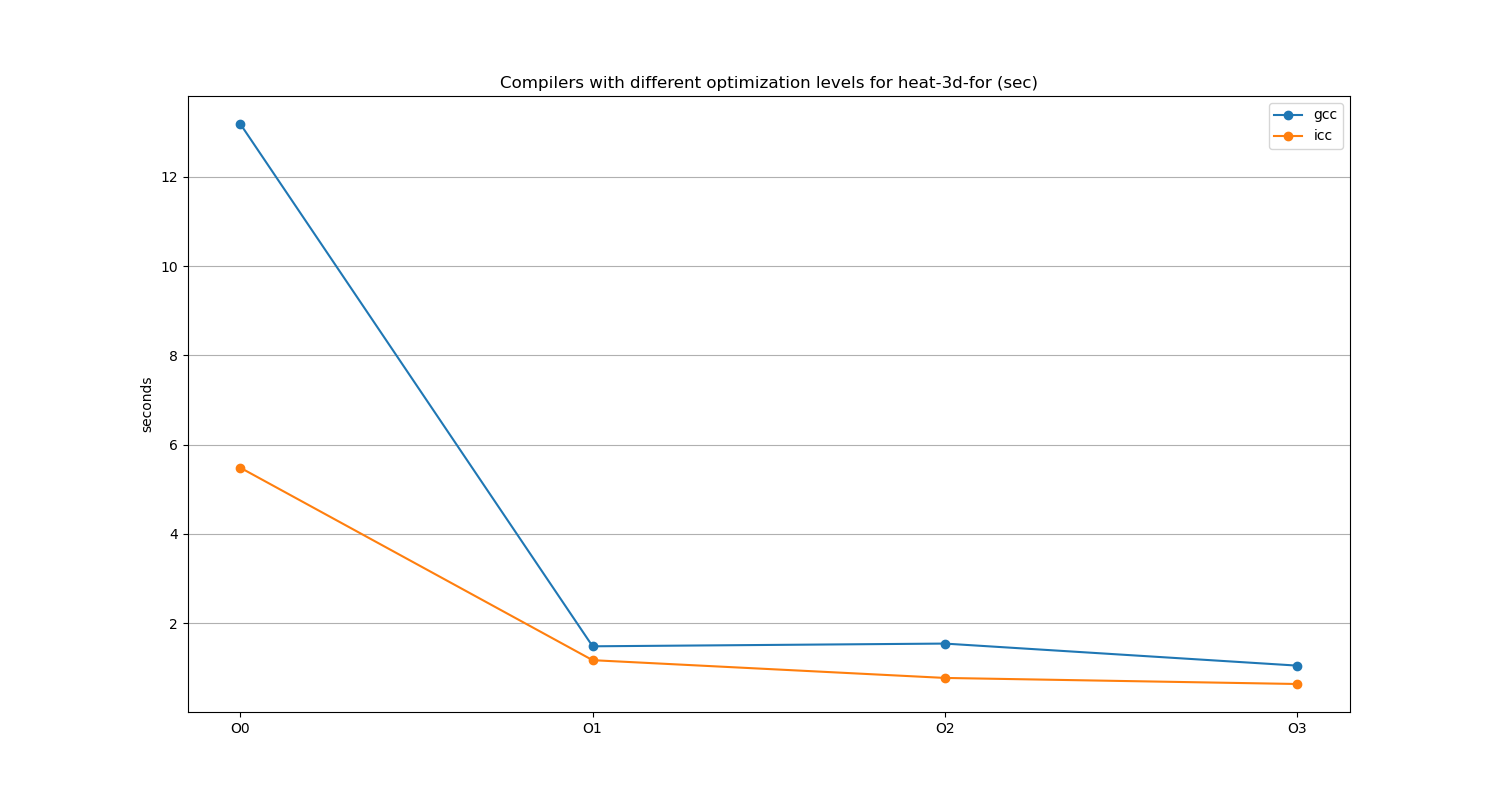 Compilers with different optimization levels for heat-3d-for (sec)
gcc
icc
12
10
8
6
4
2
seconds
O0
O1
O2
O3